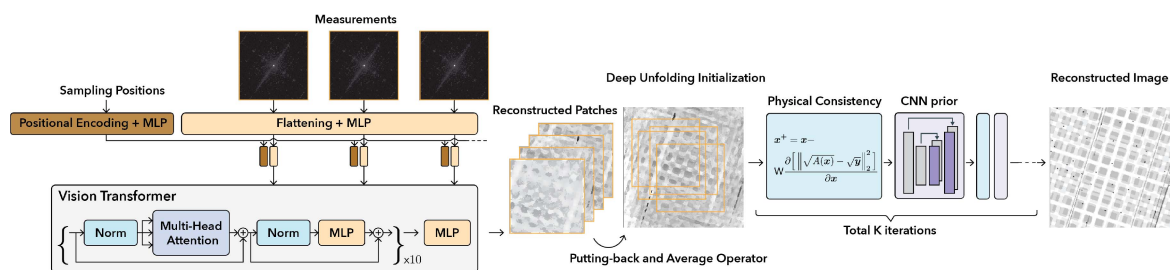 Measurements
Sampling Positions
Positional Encoding + MLP
Flattening + MLP
Vision Transformer
Norm
Multi-Head
Attention
Norm
MLP
MLP
x10
Reconstructed Patches
Deep Unfolding Initialization
Putting-back and Average Operator
Physical Consistency
x⁺ = x−
W ∂[‖√A(x) − √y‖₂²] / ∂x
CNN prior
Total K iterations
Reconstructed Image